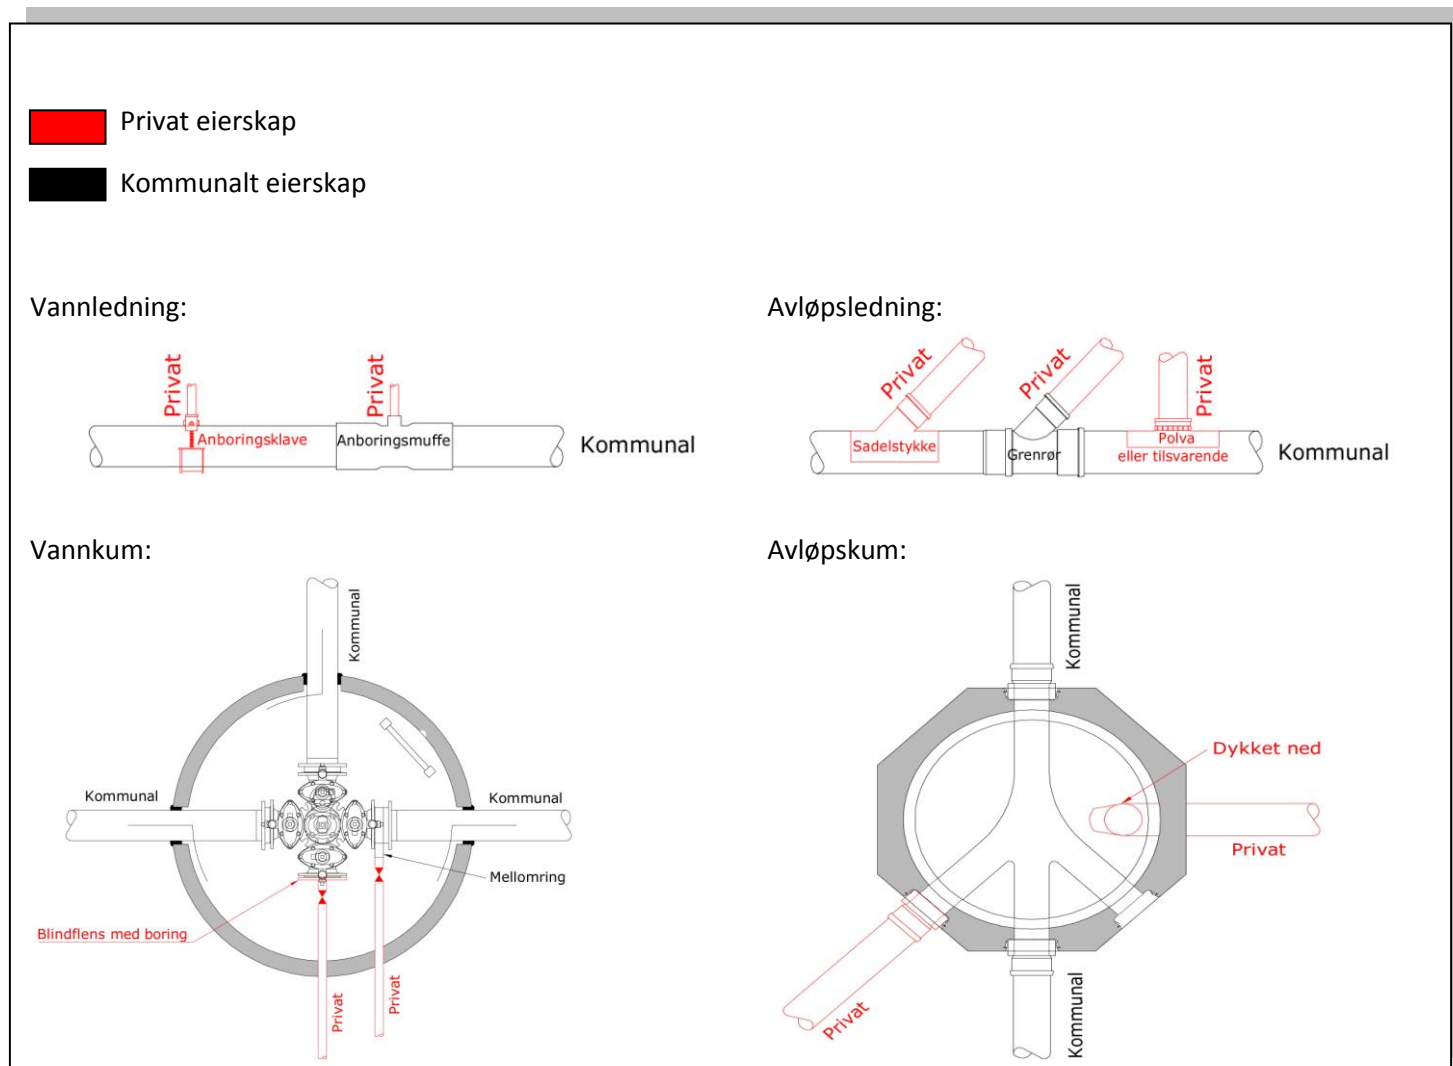 Privat eierskap
Kommunalt eierskap
Vannledning:
Privat
Privat
Anboringsklave
Anboringsmuffe
Kommunal
Avløpsledning:
Privat
Privat
Privat
Sadelstykke
Grenrør
Polva
eller tilsvarende
Kommunal
Vannkum:
Kommunal
Kommunal
Kommunal
Mellomring
Blindflens med boring
Privat
Privat
Avløpskum:
Kommunal
Dykket ned
Privat
Privat
Kommunal